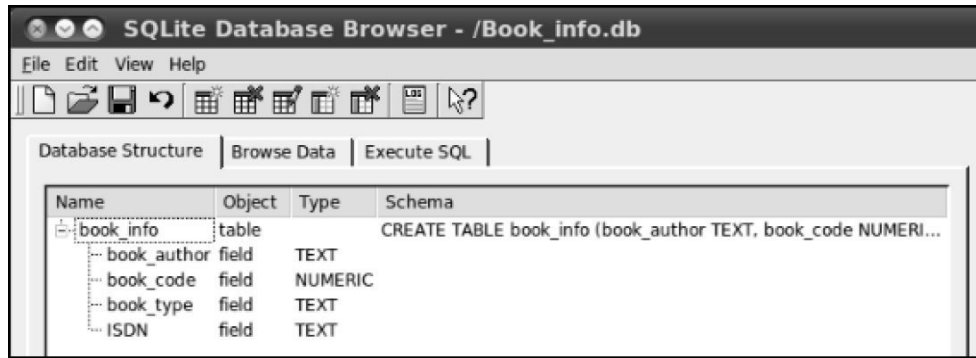 SQLite Database Browser - /Book_info.db
File Edit View Help
LOG
?
Database Structure Browse Data Execute SQL
Name Object Type Schema
book_info table CREATE TABLE book_info (book_author TEXT, book_code NUMERI...
book_author field TEXT
book_code field NUMERIC
book_type field TEXT
ISDN field TEXT